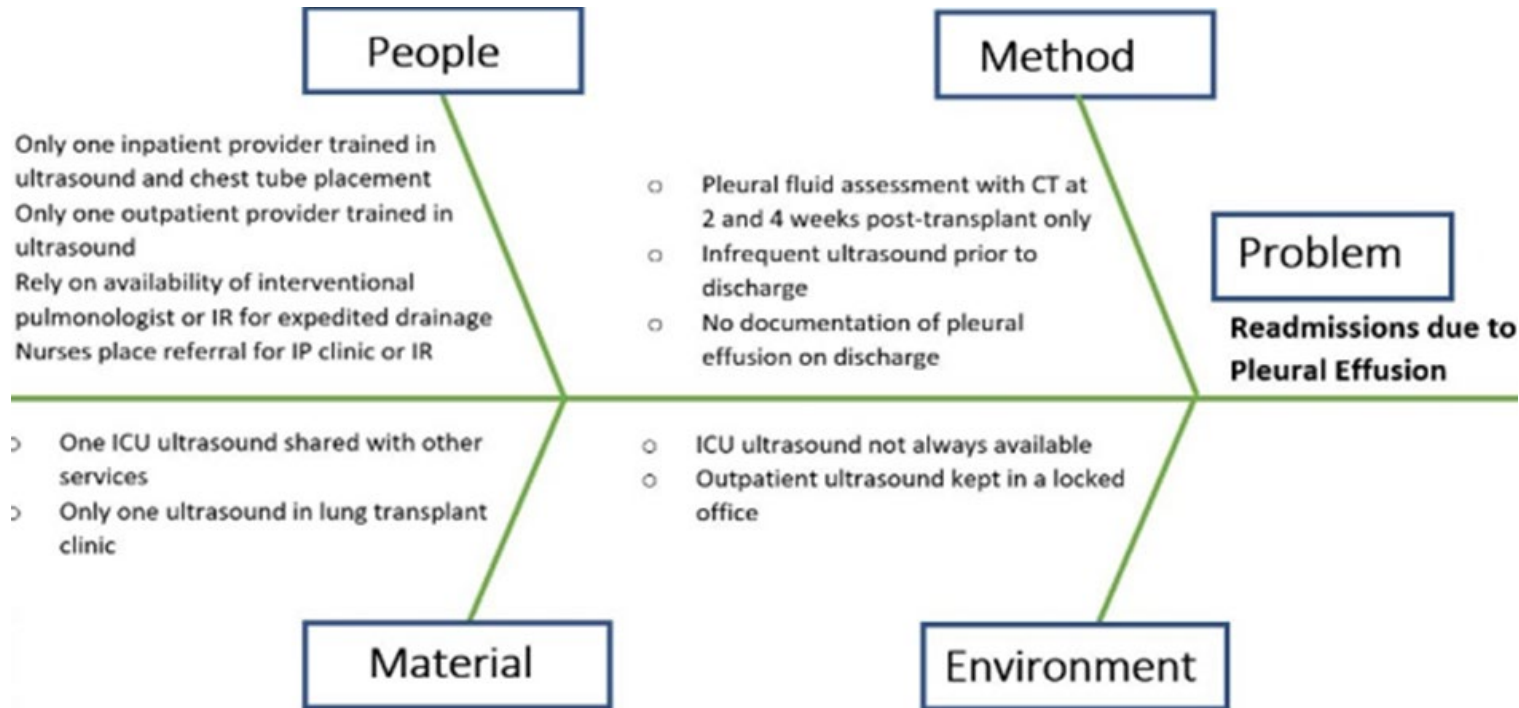 People
Method
Only one inpatient provider trained in
ultrasound and chest tube placement
Only one outpatient provider trained in
ultrasound
Rely on availability of interventional
pulmonologist or IR for expedited drainage
Nurses place referral for IP clinic or IR
○ Pleural fluid assessment with CT at
2 and 4 weeks post-transplant only
○ Infrequent ultrasound prior to
discharge
○ No documentation of pleural
effusion on discharge
Problem
Readmissions due to
Pleural Effusion
○ One ICU ultrasound shared with other
services
○ Only one ultrasound in lung transplant
clinic
○ ICU ultrasound not always available
○ Outpatient ultrasound kept in a locked
office
Material
Environment